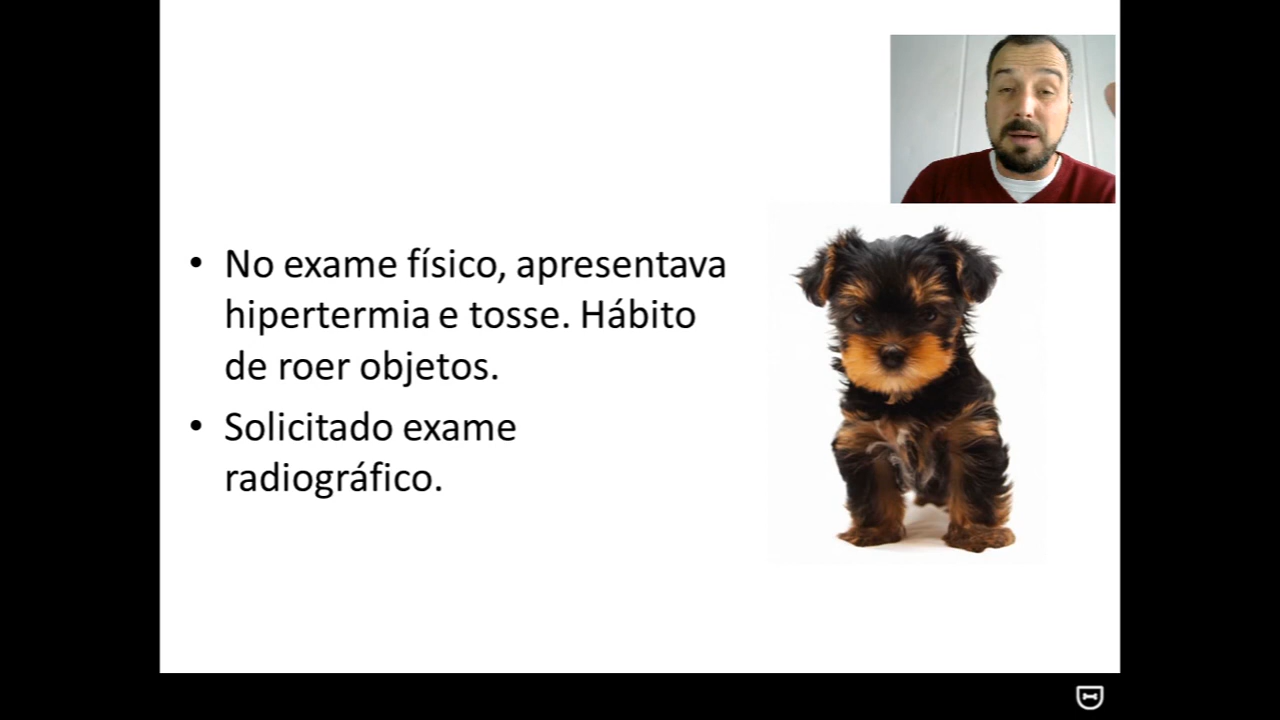 • No exame físico, apresentava
hipertermia e tosse. Hábito
de roer objetos.
• Solicitado exame
radiográfico.